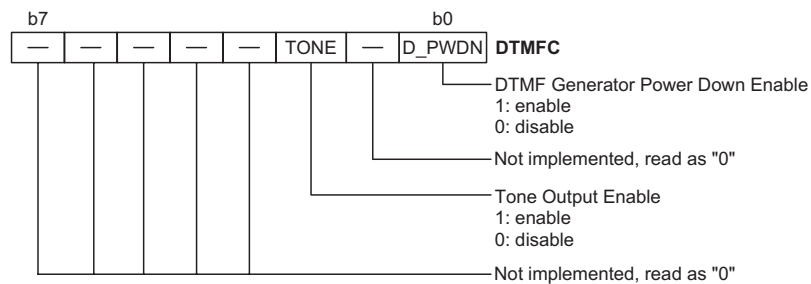 b7 b0
— — — — — TONE — D_PWDN DTMFC
DTMF Generator Power Down Enable
1: enable
0: disable
Not implemented, read as "0"
Tone Output Enable
1: enable
0: disable
Not implemented, read as "0"